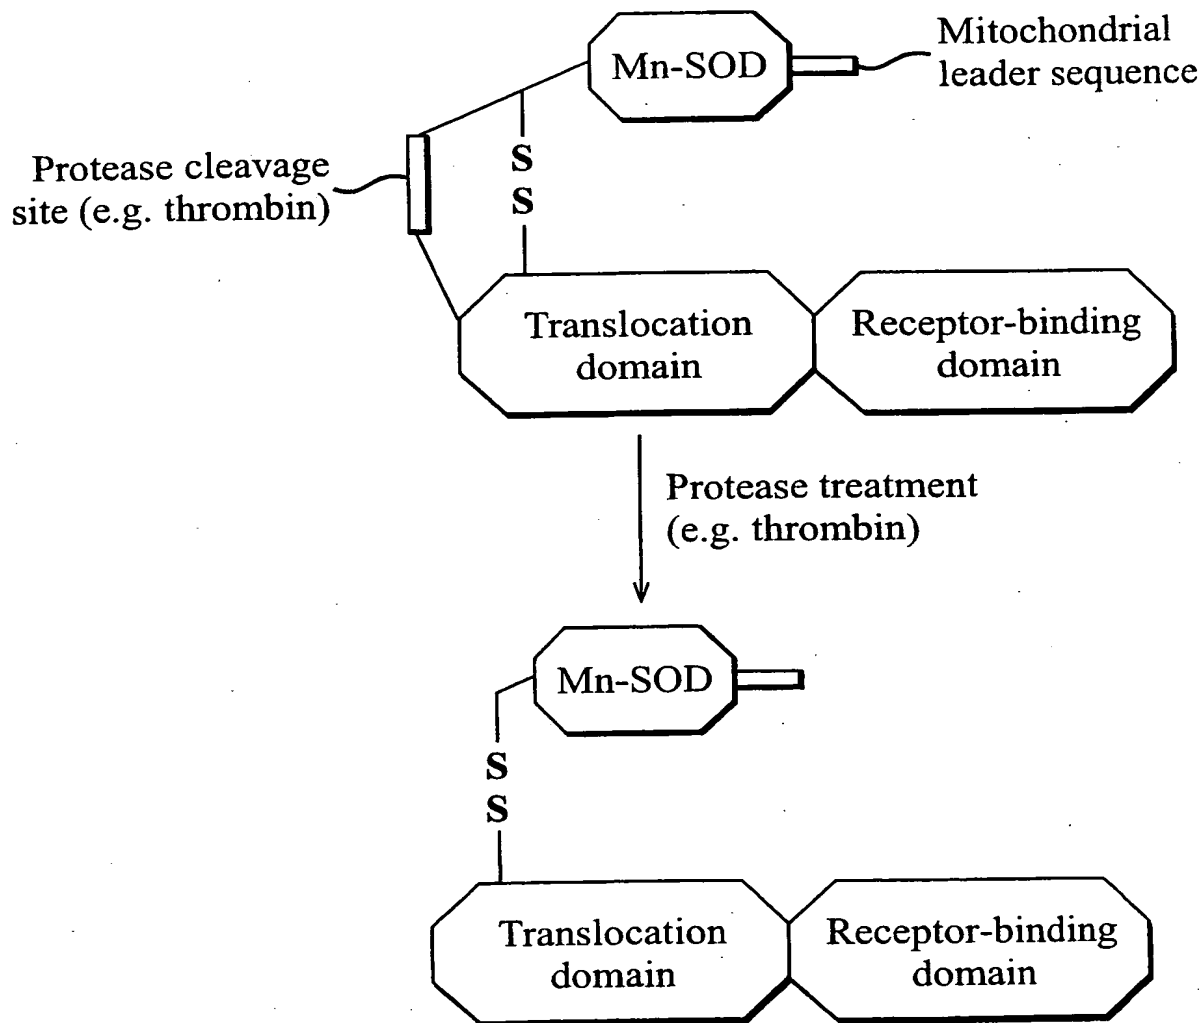 Mn-SOD
Mitochondrial
leader sequence
Protease cleavage
site (e.g. thrombin)
S
S
Translocation
domain
Receptor-binding
domain
Protease treatment
(e.g. thrombin)
Mn-SOD
S
S
Translocation
domain
Receptor-binding
domain